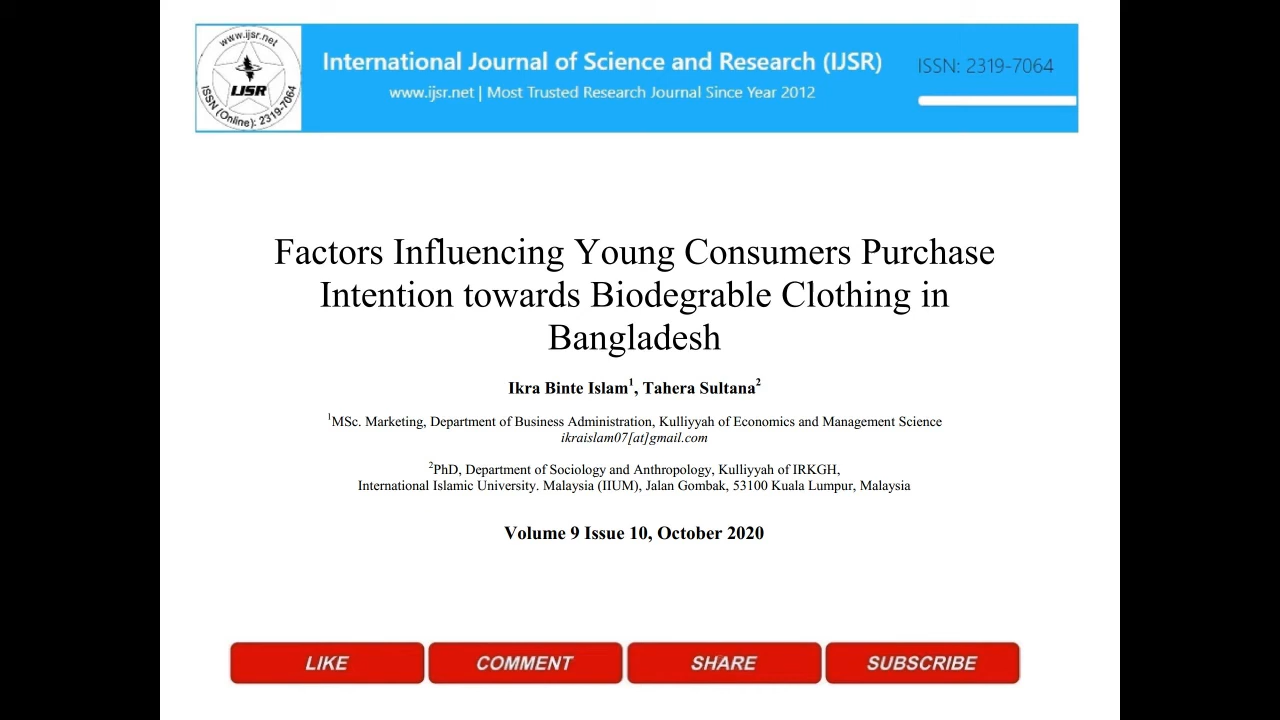 www.ijsr.net
IJSR
ISSN (Online): 2319-7064
International Journal of Science and Research (IJSR)
ISSN: 2319-7064
www.ijsr.net | Most Trusted Research Journal Since Year 2012
Factors Influencing Young Consumers Purchase
Intention towards Biodegrable Clothing in
Bangladesh
Ikra Binte Islam1, Tahera Sultana2
1MSc. Marketing, Department of Business Administration, Kulliyyah of Economics and Management Science
ikraislam07[at]gmail.com
2PhD, Department of Sociology and Anthropology, Kulliyyah of IRKGH,
International Islamic University. Malaysia (IIUM), Jalan Gombak, 53100 Kuala Lumpur, Malaysia
Volume 9 Issue 10, October 2020
LIKE
COMMENT
SHARE
SUBSCRIBE